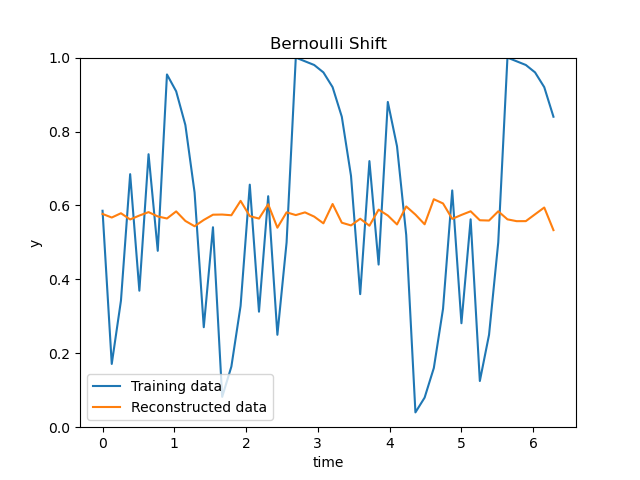 Bernoulli Shift
1.0
0.8
0.6
0.4
0.2
0.0
y
Training data
Reconstructed data
0 1 2 3 4 5 6
time